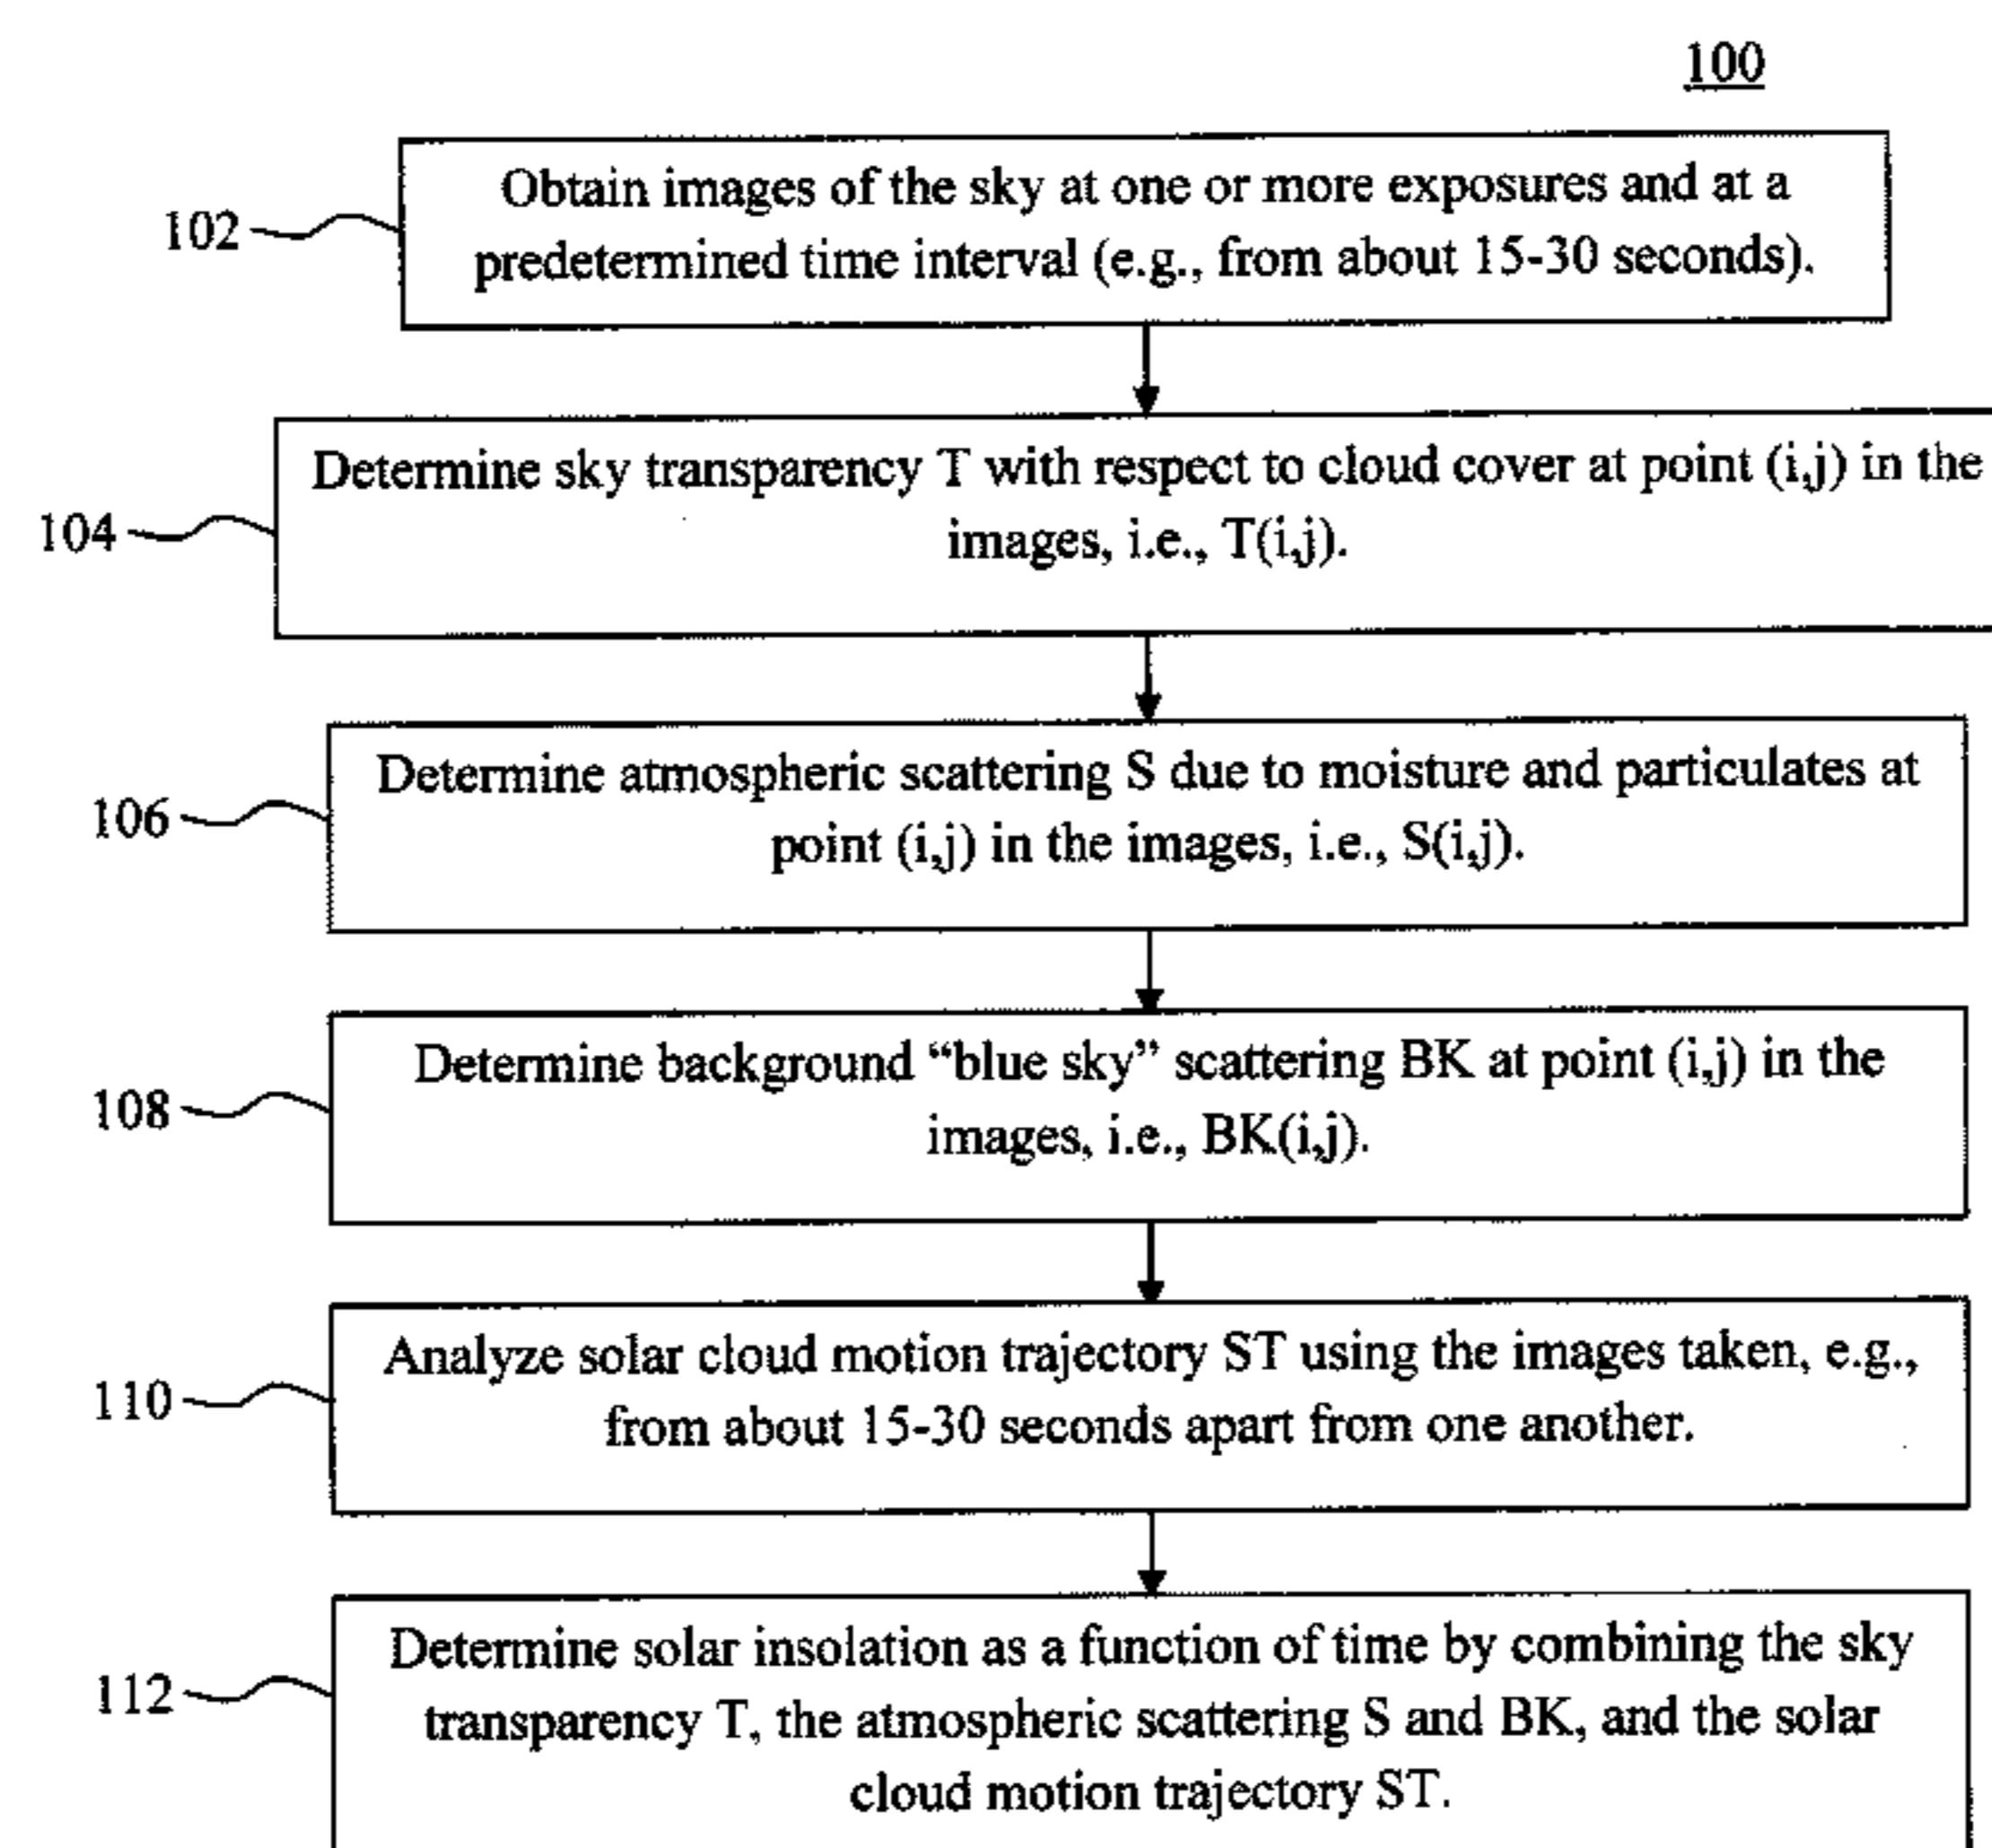 100
102
Obtain images of the sky at one or more exposures and at a
predetermined time interval (e.g., from about 15-30 seconds).
104
Determine sky transparency T with respect to cloud cover at point (i,j) in the
images, i.e., T(i,j).
106
Determine atmospheric scattering S due to moisture and particulates at
point (i,j) in the images, i.e., S(i,j).
108
Determine background “blue sky” scattering BK at point (i,j) in the
images, i.e., BK(i,j).
110
Analyze solar cloud motion trajectory ST using the images taken, e.g.,
from about 15-30 seconds apart from one another.
112
Determine solar insolation as a function of time by combining the sky
transparency T, the atmospheric scattering S and BK, and the solar
cloud motion trajectory ST.